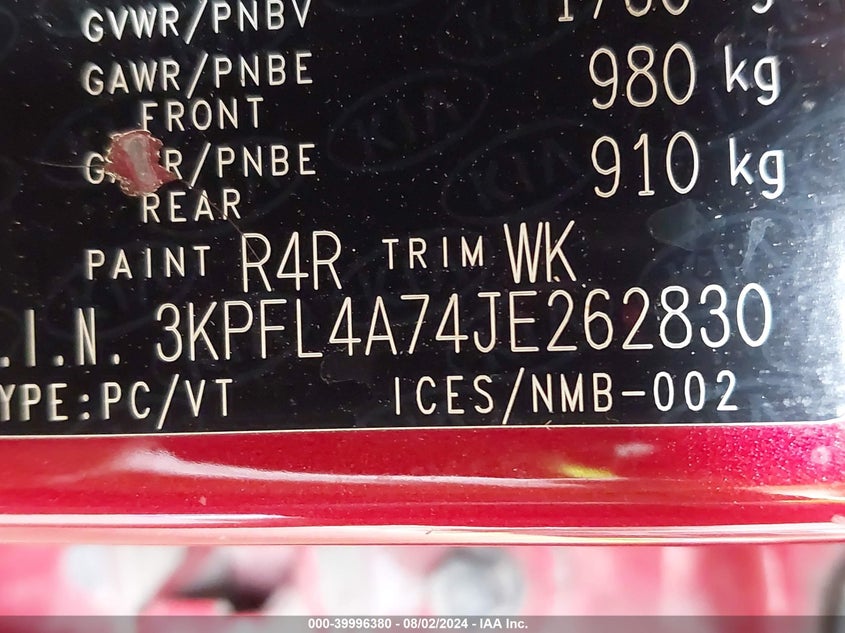 GVWR/PNBV
GAWR/PNBE 980 kg
FRONT
R/PNBE 910 kg
REAR
PAINT R4R TRIM WK
.I.N. 3KPFL4A74JE262830
YPE:PC/VT ICES/NMB-002
000-39996380 - 08/02/2024 - IAA Inc.